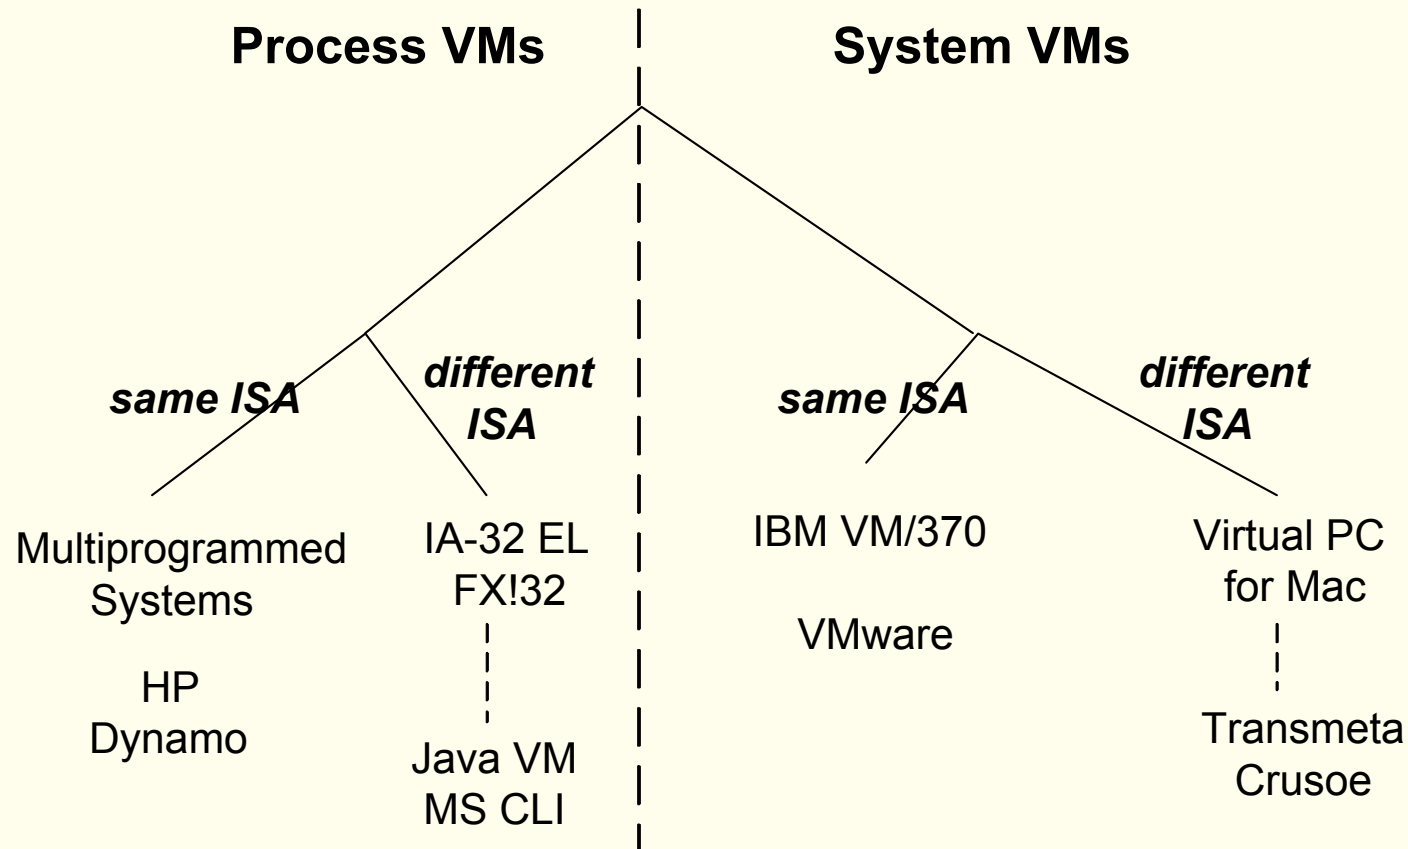 Process VMs
System VMs
same ISA
different
ISA
same ISA
different
ISA
Multiprogrammed
Systems
HP
Dynamo
IA-32 EL
FX!32
Java VM
MS CLI
IBM VM/370
VMware
Virtual PC
for Mac
Transmeta
Crusoe